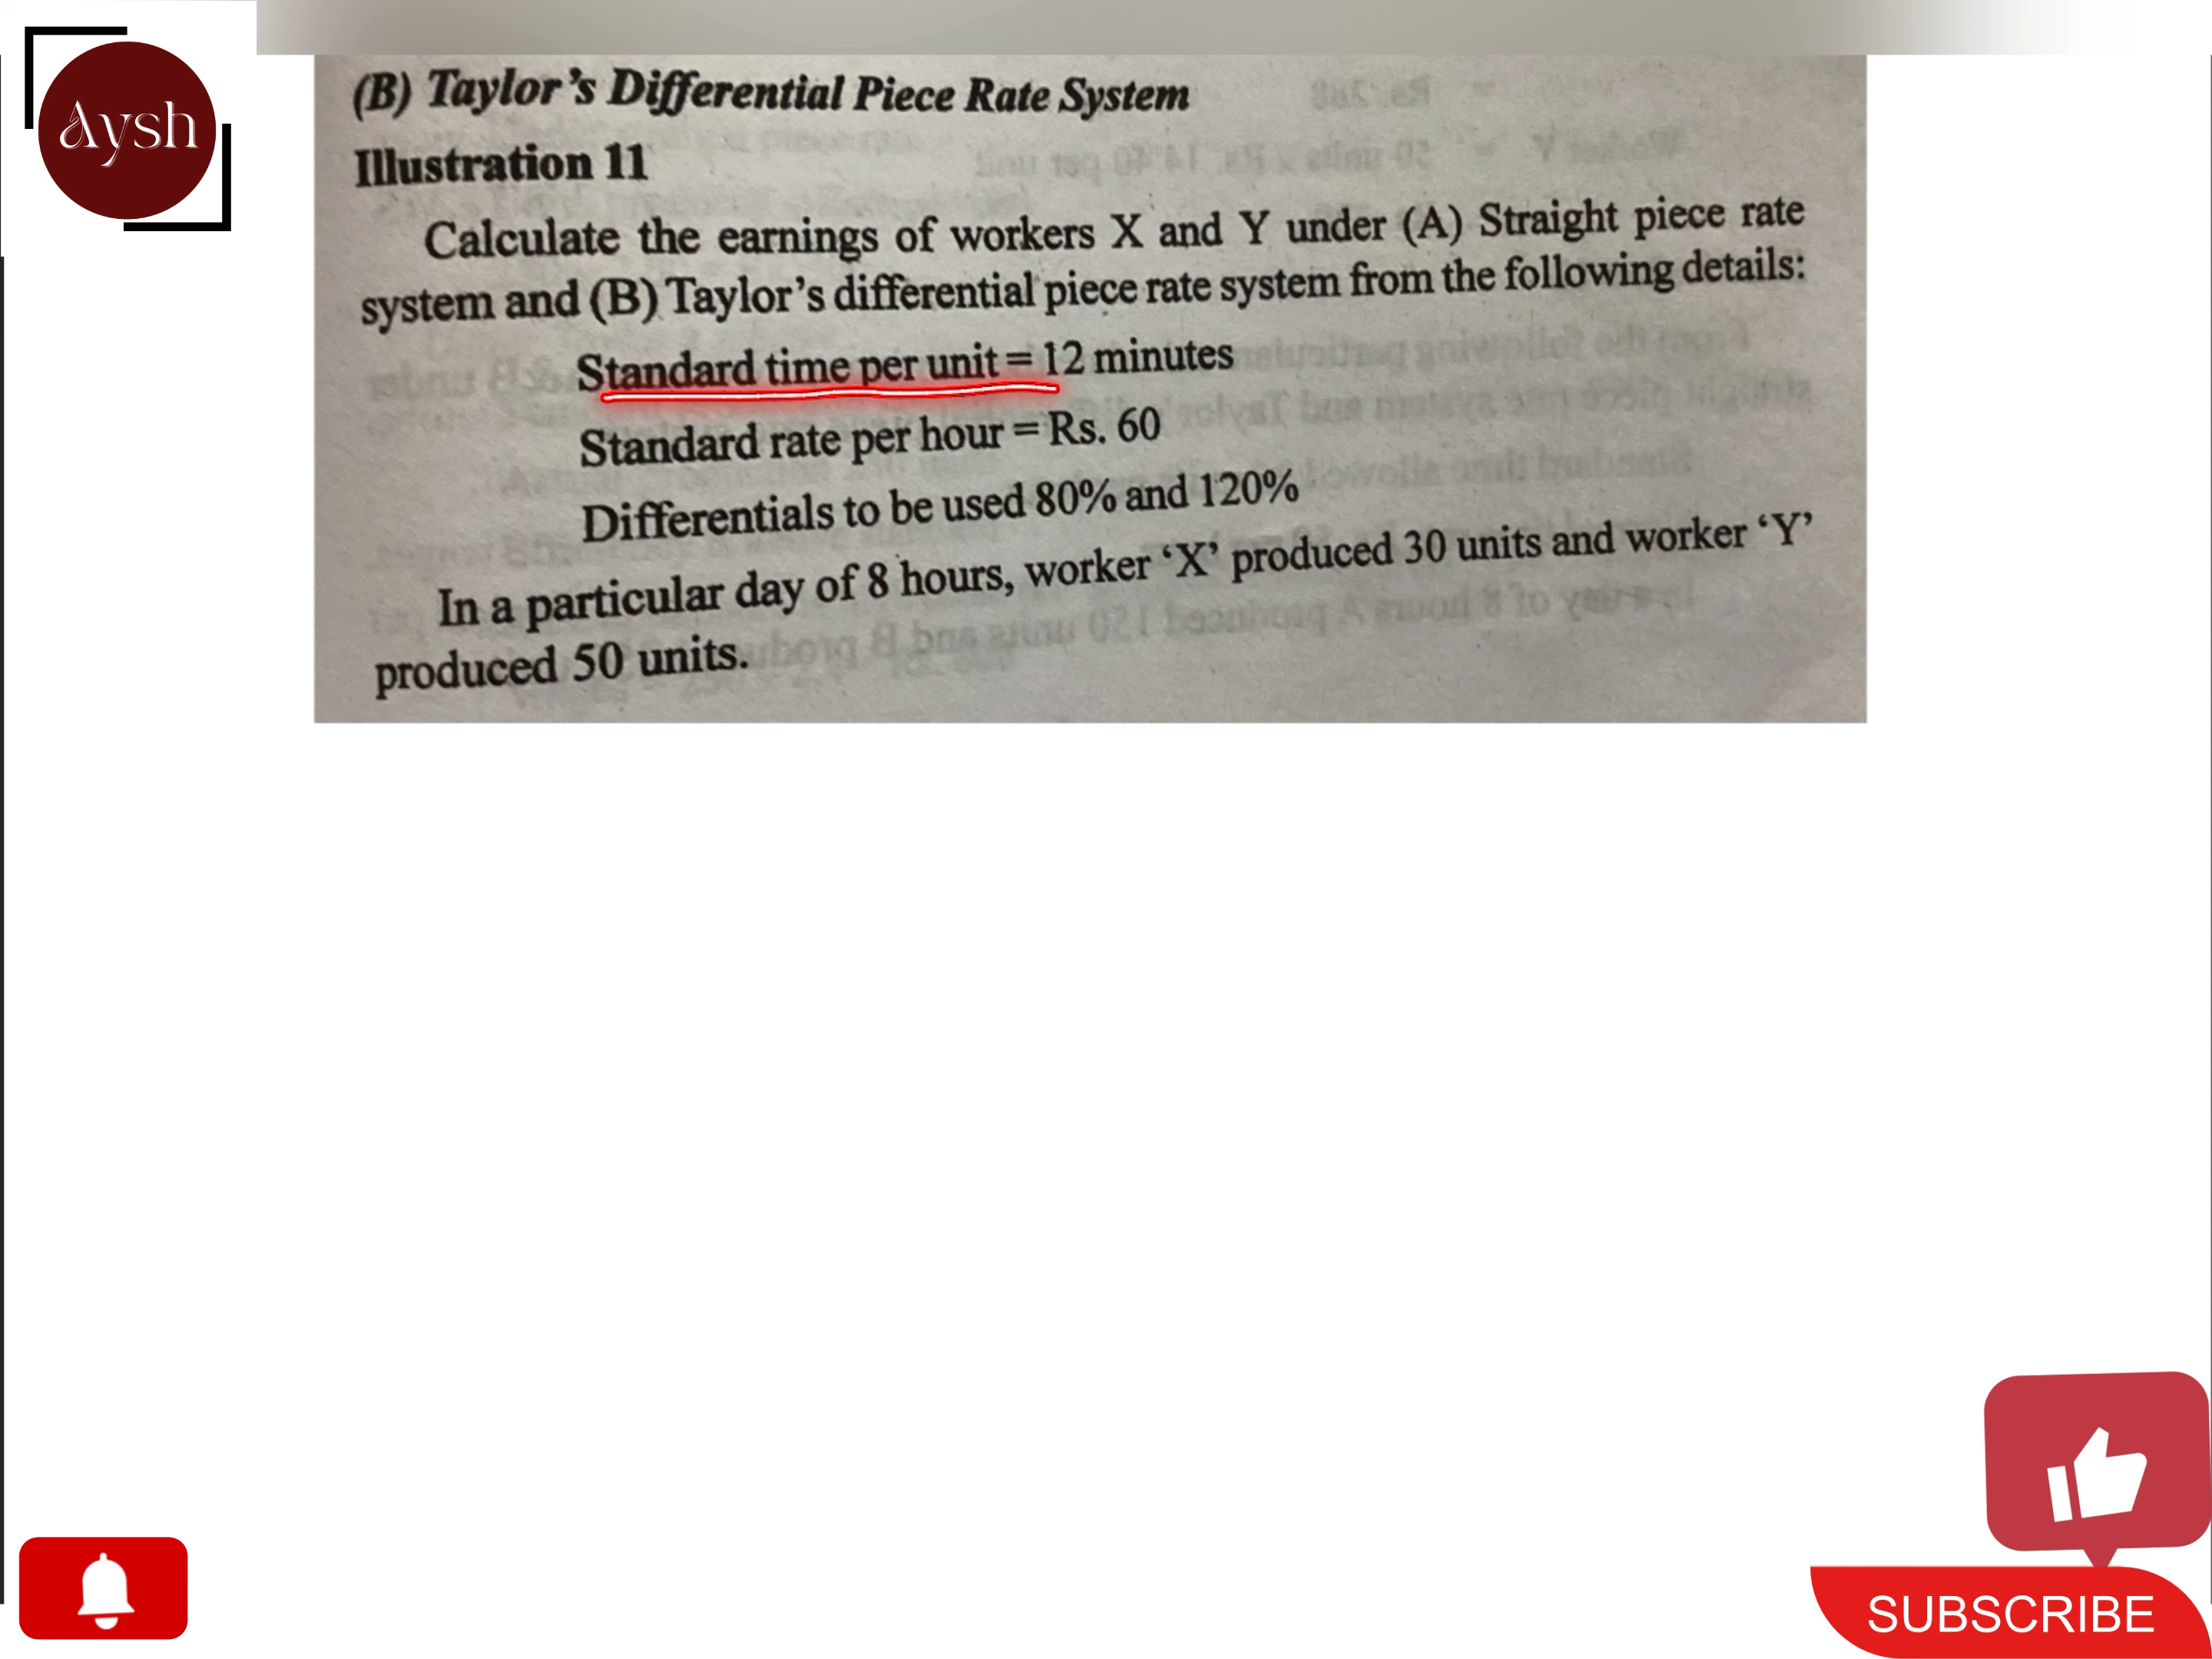 Aysh
(B) Taylor's Differential Piece Rate System
Illustration 11
Calculate the earnings of workers X and Y under (A) Straight piece rate
system and (B) Taylor's differential piece rate system from the following details:
Standard time per unit = 12 minutes
Standard rate per hour = Rs. 60
Differentials to be used 80% and 120%
In a particular day of 8 hours, worker 'X' produced 30 units and worker 'Y'
produced 50 units.
SUBSCRIBE